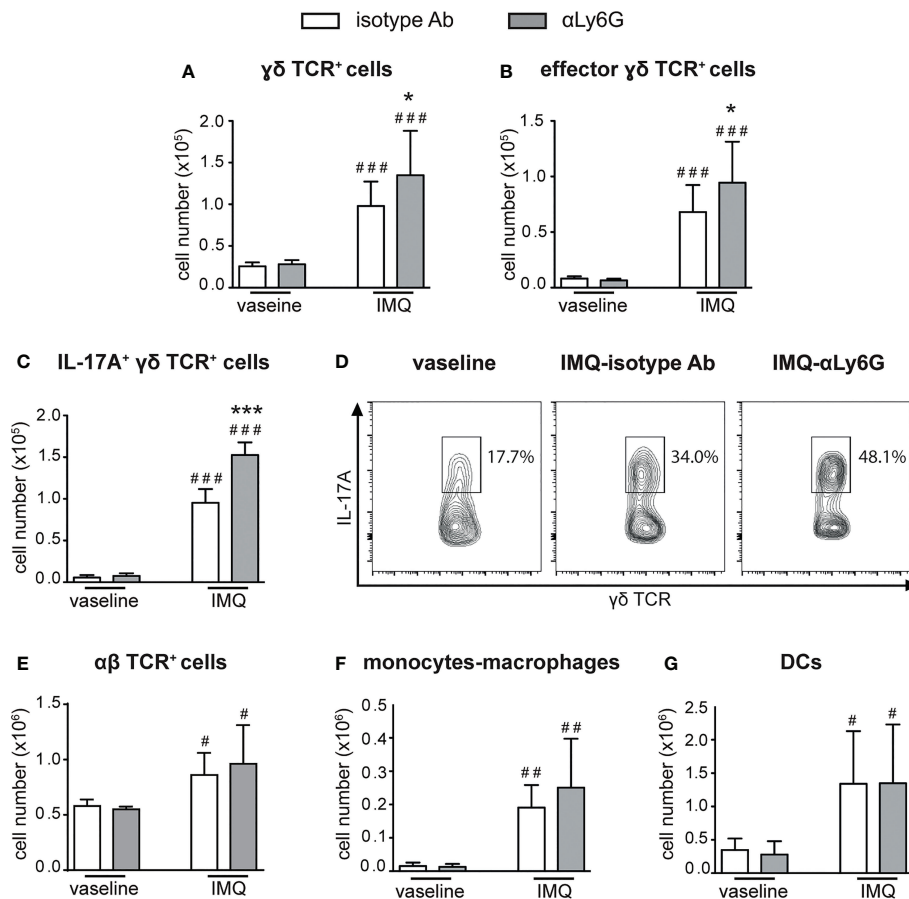 isotype Ab αLy6G
A γδ TCR⁺ cells
cell number (x10⁵)
2.0
1.5
1.0
0.5
0.0
###
*
###
vaseine IMQ
B effector γδ TCR⁺ cells
cell number (x10⁵)
1.5
1.0
0.5
0.0
###
*
###
vaseline IMQ
C IL-17A⁺ γδ TCR⁺ cells
cell number (x10⁵)
2.0
1.5
1.0
0.5
0.0
###
***
###
vaseline IMQ
D vaseline IMQ-isotype Ab IMQ-αLy6G
IL-17A
17.7% 34.0% 48.1%
γδ TCR
E αβ TCR⁺ cells
cell number (x10⁶)
1.5
1.0
0.5
0.0
# #
vaseline IMQ
F monocytes-macrophages
cell number (x10⁶)
0.5
0.4
0.3
0.2
0.1
0.0
## ##
vaseline IMQ
G DCs
cell number (x10⁶)
2.5
2.0
1.5
1.0
0.5
0.0
# #
vaseline IMQ